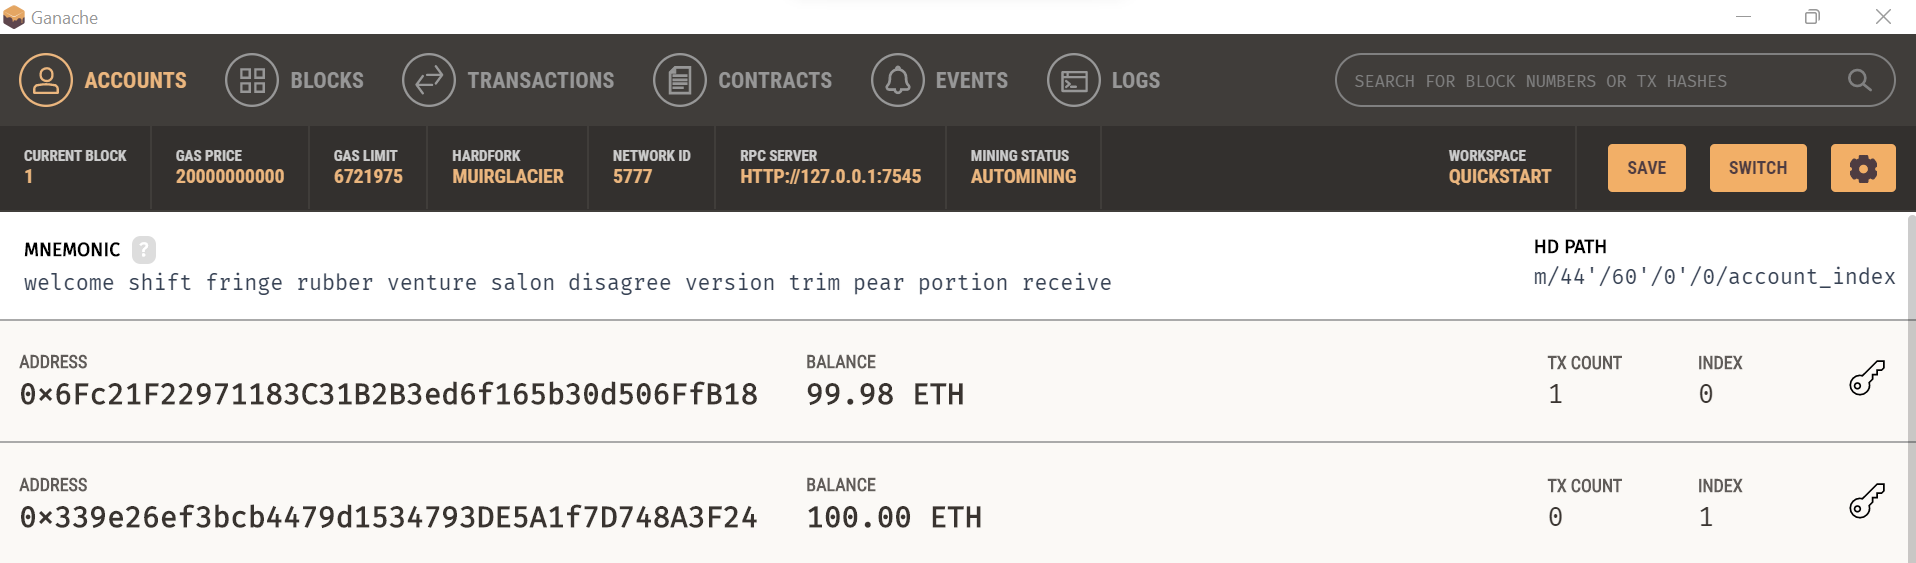 Ganache
ACCOUNTS BLOCKS TRANSACTIONS CONTRACTS EVENTS LOGS SEARCH FOR BLOCK NUMBERS OR TX HASHES
CURRENT BLOCK GAS PRICE GAS LIMIT HARDFORK NETWORK ID RPC SERVER MINING STATUS WORKSPACE
1 20000000000 6721975 MUIRGLACIER 5777 HTTP://127.0.0.1:7545 AUTOMINING QUICKSTART SAVE SWITCH
MNEMONIC ? HD PATH
welcome shift fringe rubber venture salon disagree version trim pear portion receive m/44'/60'/0'/0/account_index
ADDRESS BALANCE TX COUNT INDEX
0×6Fc21F22971183C31B2B3ed6f165b30d506FfB18 99.98 ETH 1 0
ADDRESS BALANCE TX COUNT INDEX
0×339e26ef3bcb4479d1534793DE5A1f7D748A3F24 100.00 ETH 0 1